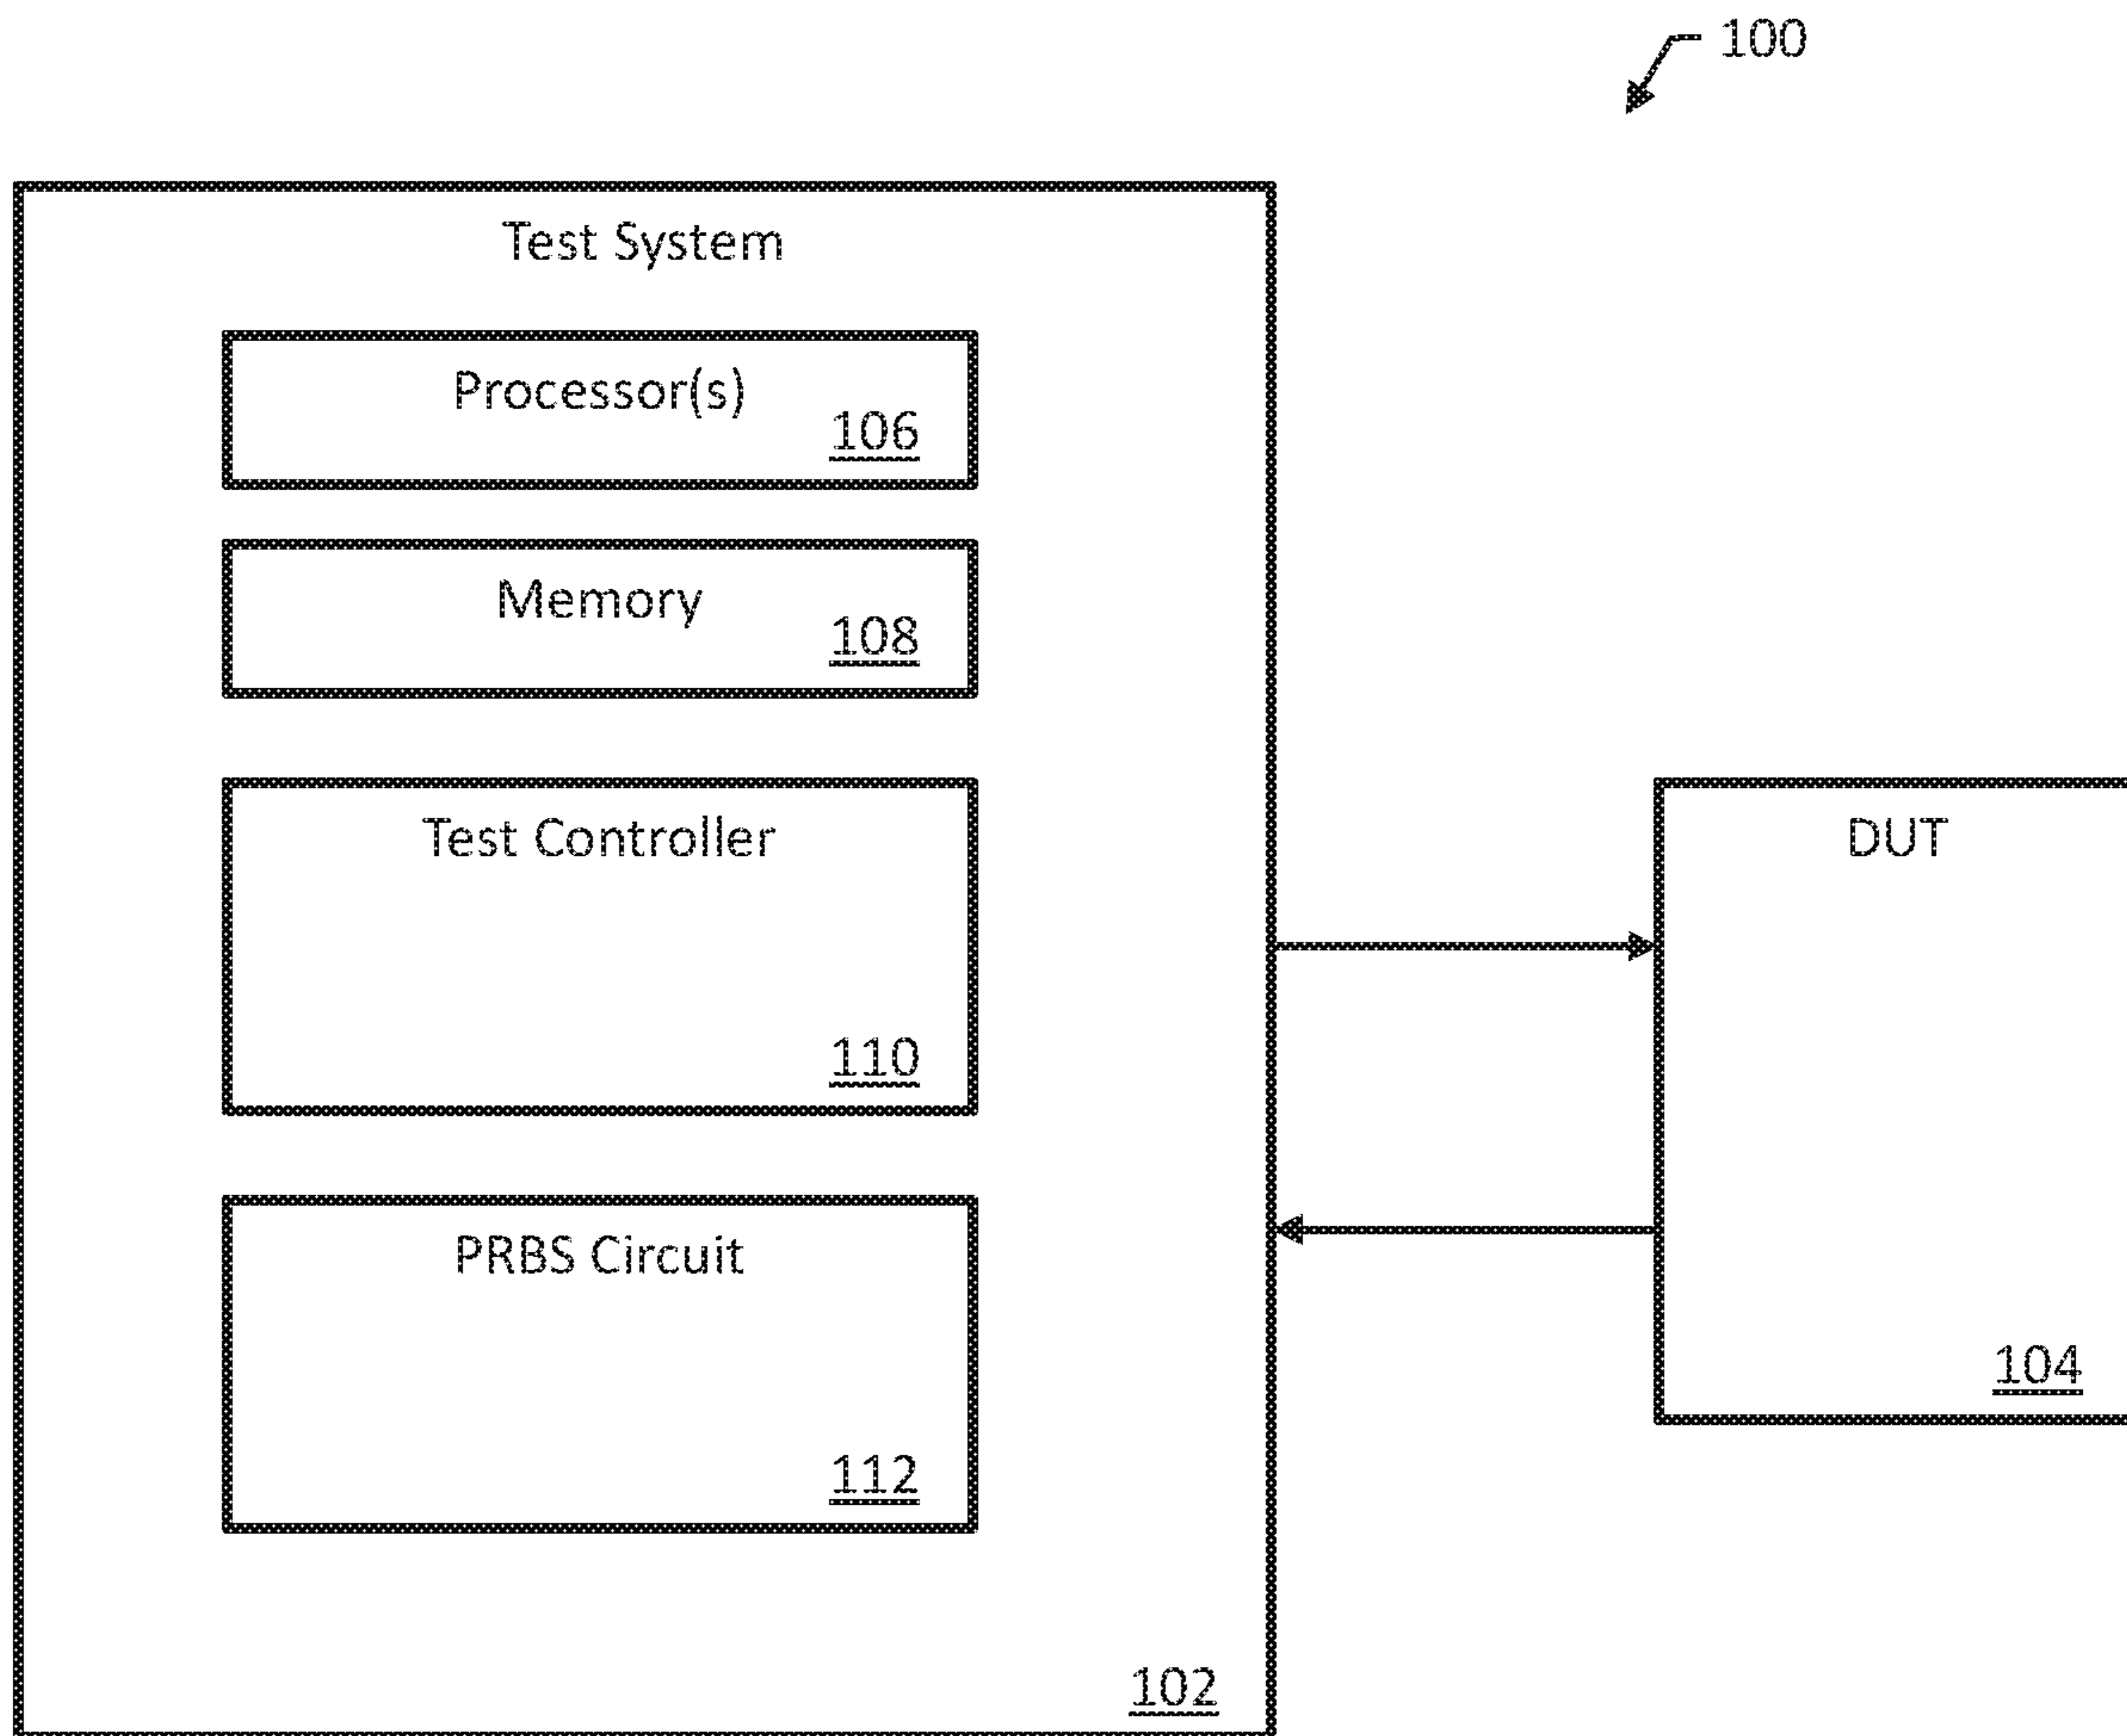 100
Test System
Processor(s)
106
Memory
108
Test Controller
110
PRBS Circuit
112
102
DUT
104